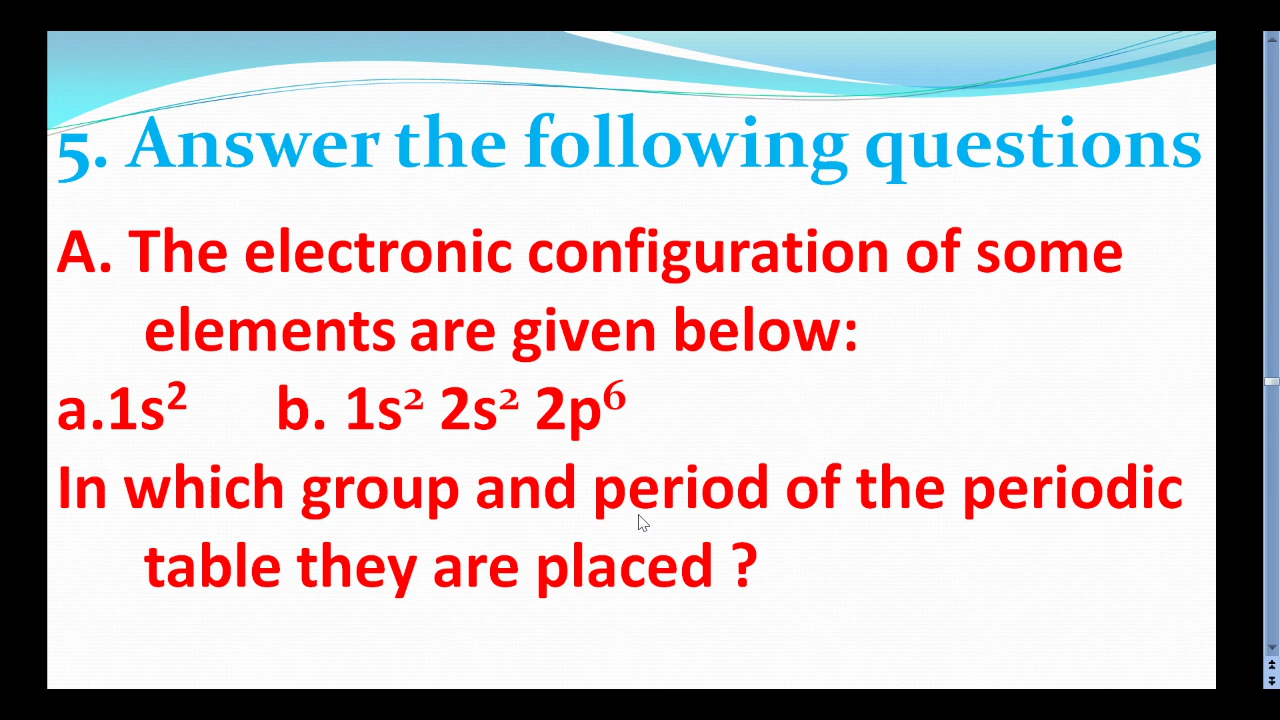 5. Answer the following questions
A. The electronic configuration of some
elements are given below:
a.1s² b. 1s² 2s² 2p⁶
In which group and period of the periodic
table they are placed ?